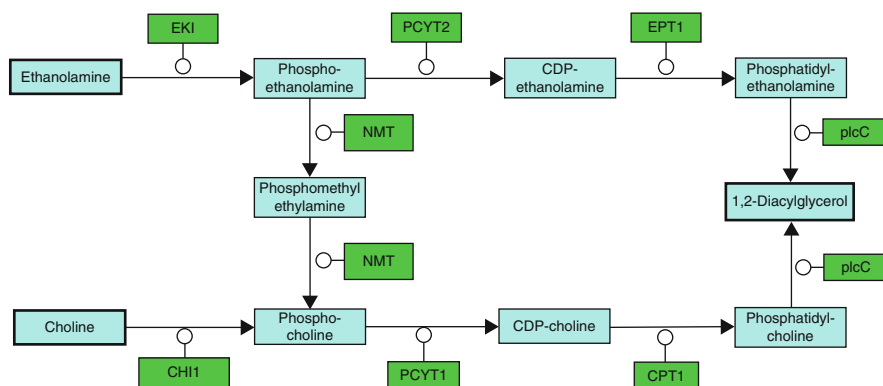 EKI
PCYT2
EPT1
Ethanolamine
Phospho-
ethanolamine
CDP-
ethanolamine
Phosphatidyl-
ethanolamine
NMT
plcC
Phosphomethyl
ethylamine
1,2-Diacylglycerol
NMT
plcC
Choline
Phospho-
choline
CDP-choline
Phosphatidyl-
choline
CHI1
PCYT1
CPT1